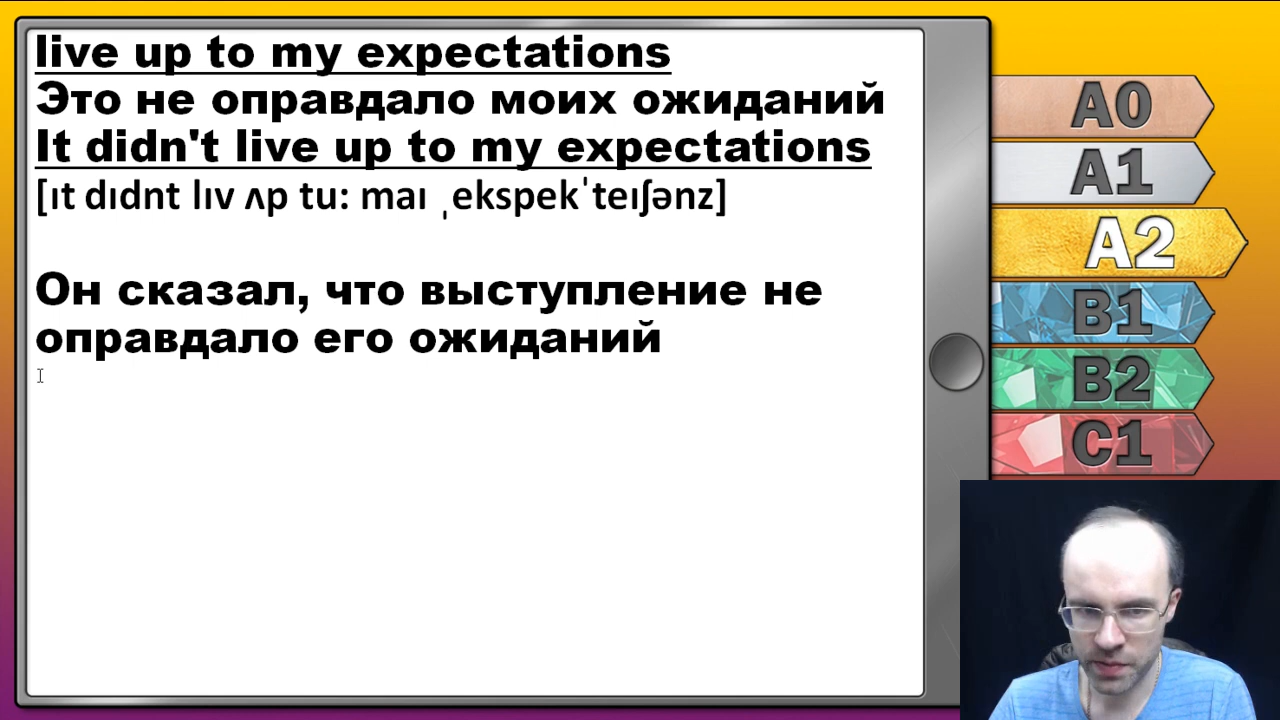 live up to my expectations
Это не оправдало моих ожиданий
It didn't live up to my expectations
[ɪt dɪdnt lɪv ʌp tu: maɪ ˌekspekˈteɪʃənz]
Он сказал, что выступление не
оправдало его ожиданий
A0
A1
A2
B1
B2
C1